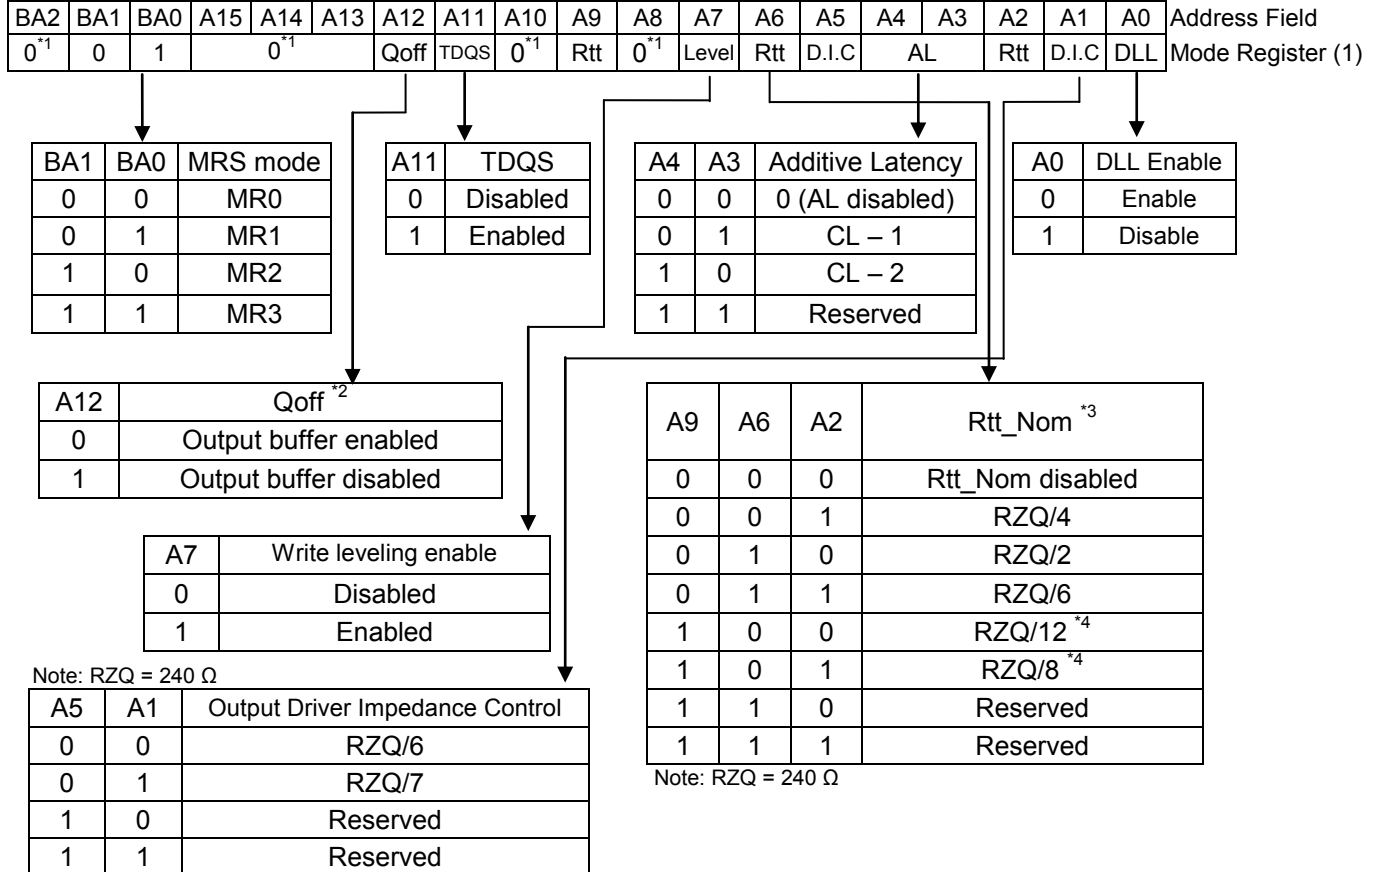 BA2 BA1 BA0 A15 A14 A13 A12 A11 A10 A9 A8 A7 A6 A5 A4 A3 A2 A1 A0 Address Field
0*1 0 1 0*1 Qoff TDQS 0*1 Rtt 0*1 Level Rtt D.I.C AL Rtt D.I.C DLL Mode Register (1)
BA1 BA0 MRS mode
0 0 MR0
0 1 MR1
1 0 MR2
1 1 MR3
A11 TDQS
0 Disabled
1 Enabled
A4 A3 Additive Latency
0 0 0 (AL disabled)
0 1 CL – 1
1 0 CL – 2
1 1 Reserved
A0 DLL Enable
0 Enable
1 Disable
A12 Qoff *2
0 Output buffer enabled
1 Output buffer disabled
A9 A6 A2 Rtt_Nom *3
0 0 0 Rtt_Nom disabled
0 0 1 RZQ/4
0 1 0 RZQ/2
0 1 1 RZQ/6
1 0 0 RZQ/12 *4
1 0 1 RZQ/8 *4
1 1 0 Reserved
1 1 1 Reserved
Note: RZQ = 240 Ω
A7 Write leveling enable
0 Disabled
1 Enabled
Note: RZQ = 240 Ω
A5 A1 Output Driver Impedance Control
0 0 RZQ/6
0 1 RZQ/7
1 0 Reserved
1 1 Reserved